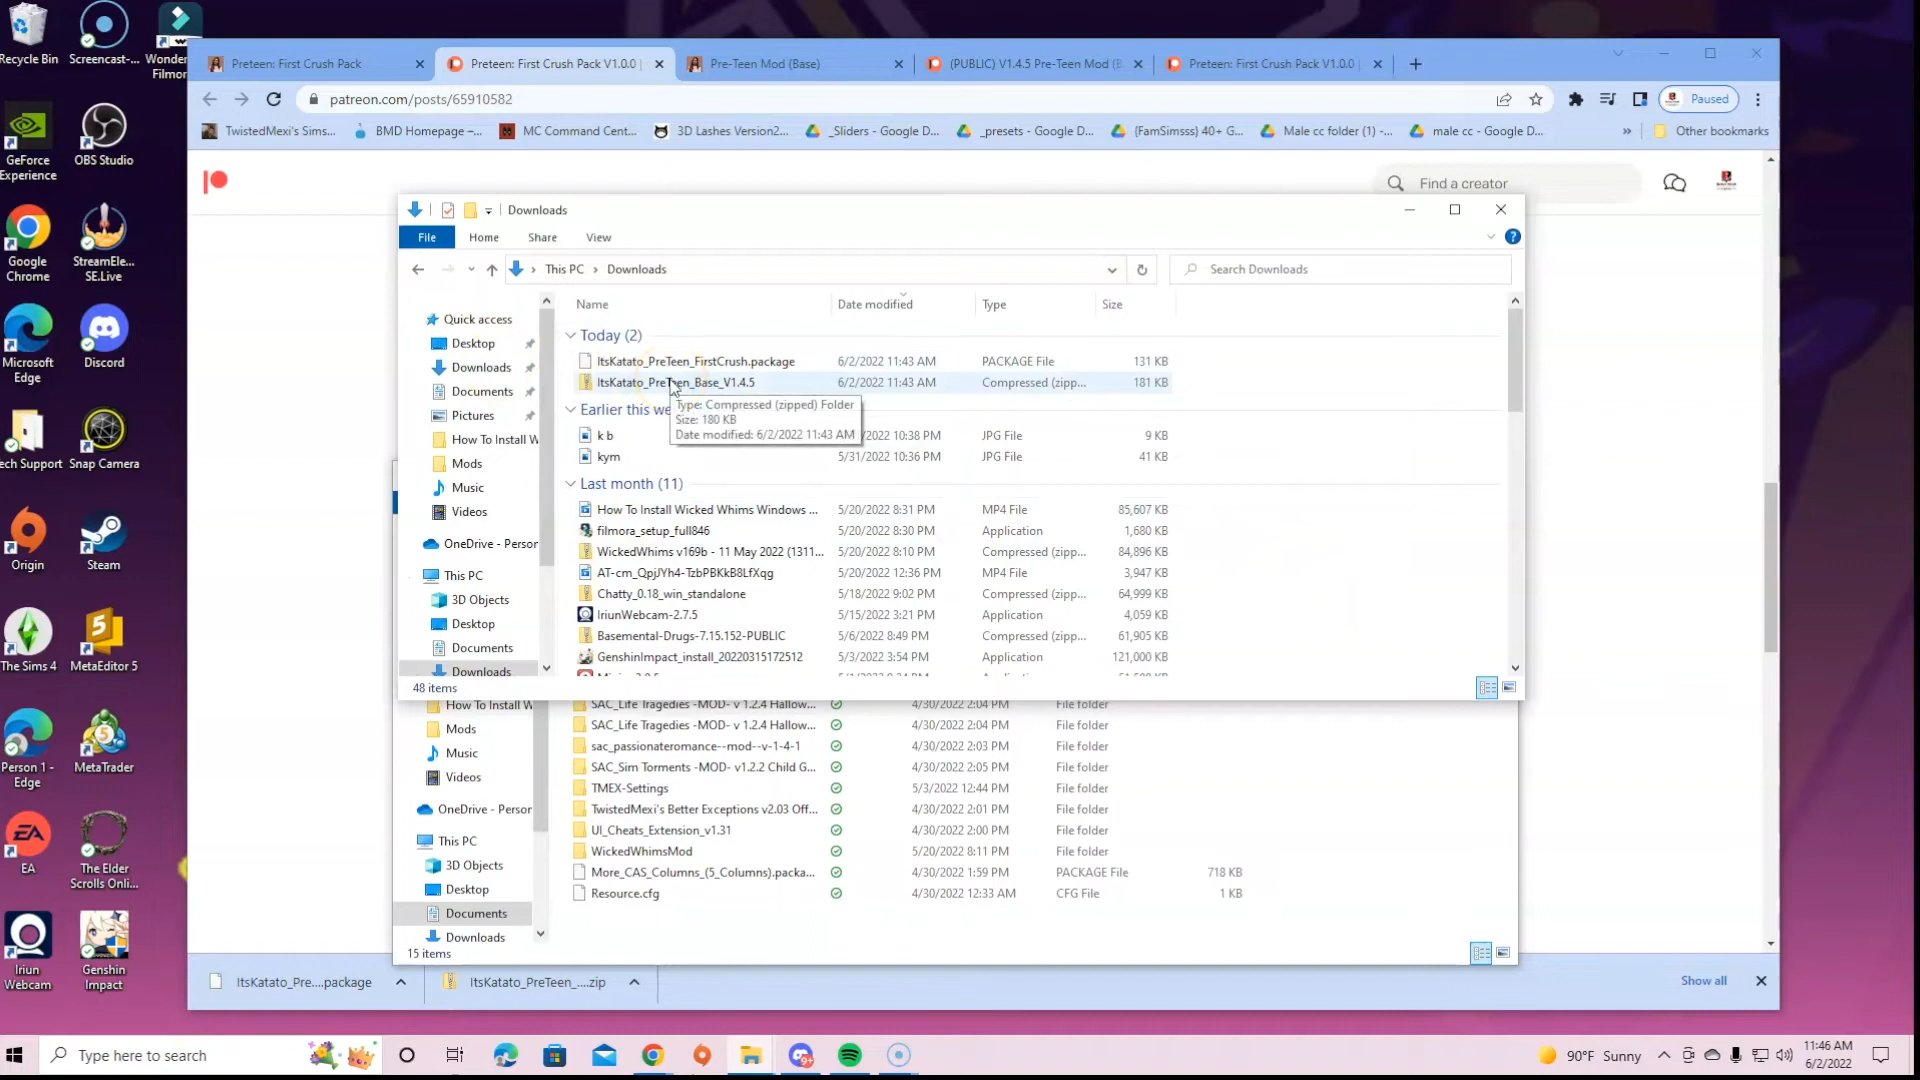 Recycle Bin
Screencast-...
Wonder
Filmor
GeForce
Experience
OBS Studio
Google
Chrome
StreamEle...
SE.Live
Microsoft
Edge
Discord
ech Support
Snap Camera
Origin
Steam
The Sims 4
MetaEditor 5
Person 1 -
Edge
MetaTrader
EA
The Elder
Scrolls Onli...
Iriun
Webcam
Genshin
Impact
Preteen: First Crush Pack
Preteen: First Crush Pack V1.0.0 |
Pre-Teen Mod (Base)
(PUBLIC) V1.4.5 Pre-Teen Mod (B
Preteen: First Crush Pack V1.0.0 |
patreon.com/posts/65910582
Paused
TwistedMexi's Sims...
BMD Homepage –...
MC Command Cent...
3D Lashes Version2...
_Sliders - Google D...
_presets - Google D...
{FamSimsss} 40+ G...
Male cc folder (1) -...
male cc - Google D...
»
Other bookmarks
Find a creator
Downloads
File
Home
Share
View
This PC
Downloads
Search Downloads
Name
Date modified
Type
Size
Quick access
Desktop
Downloads
Documents
Pictures
How To Install W
Mods
Music
Videos
OneDrive - Person
This PC
3D Objects
Desktop
Documents
Downloads
Today (2)
ItsKatato_PreTeen_FirstCrush.package 6/2/2022 11:43 AM PACKAGE File 131 KB
ItsKatato_PreTeen_Base_V1.4.5 6/2/2022 11:43 AM Compressed (zipp... 181 KB
Type: Compressed (zipped) Folder
Size: 180 KB
Date modified: 6/2/2022 11:43 AM
Earlier this we
k b /2022 10:38 PM JPG File 9 KB
kym 5/31/2022 10:36 PM JPG File 41 KB
Last month (11)
How To Install Wicked Whims Windows ... 5/20/2022 8:31 PM MP4 File 85,607 KB
filmora_setup_full846 5/20/2022 8:30 PM Application 1,680 KB
WickedWhims v169b - 11 May 2022 (1311... 5/20/2022 8:10 PM Compressed (zipp... 84,896 KB
AT-cm_QpjJYh4-TzbPBKkB8LfXqg 5/20/2022 12:36 PM MP4 File 3,947 KB
Chatty_0.18_win_standalone 5/18/2022 9:02 PM Compressed (zipp... 64,999 KB
IriunWebcam-2.7.5 5/15/2022 3:21 PM Application 4,059 KB
Basemental-Drugs-7.15.152-PUBLIC 5/6/2022 8:49 PM Compressed (zipp... 61,905 KB
GenshinImpact_install_20220315172512 5/3/2022 3:54 PM Application 121,000 KB
48 items
How To Install W
Mods
Music
Videos
OneDrive - Person
This PC
3D Objects
Desktop
Documents
Downloads
SAC_Life Tragedies -MOD- v 1.2.4 Hallow... 4/30/2022 2:04 PM File folder
SAC_Life Tragedies -MOD- v 1.2.4 Hallow... 4/30/2022 2:04 PM File folder
sac_passionateromance--mod--v-1-4-1 4/30/2022 2:03 PM File folder
SAC_Sim Torments -MOD- v1.2.2 Child G... 4/30/2022 2:05 PM File folder
TMEX-Settings 5/3/2022 12:44 PM File folder
TwistedMexi's Better Exceptions v2.03 Off... 4/30/2022 2:01 PM File folder
UI_Cheats_Extension_v1.31 4/30/2022 2:00 PM File folder
WickedWhimsMod 5/20/2022 8:11 PM File folder
More_CAS_Columns_(5_Columns).packa... 4/30/2022 1:59 PM PACKAGE File 718 KB
Resource.cfg 4/30/2022 12:33 AM CFG File 1 KB
15 items
ItsKatato_Pre....package
ItsKatato_PreTeen_....zip
Show all
Type here to search
90°F Sunny
11:46 AM
6/2/2022